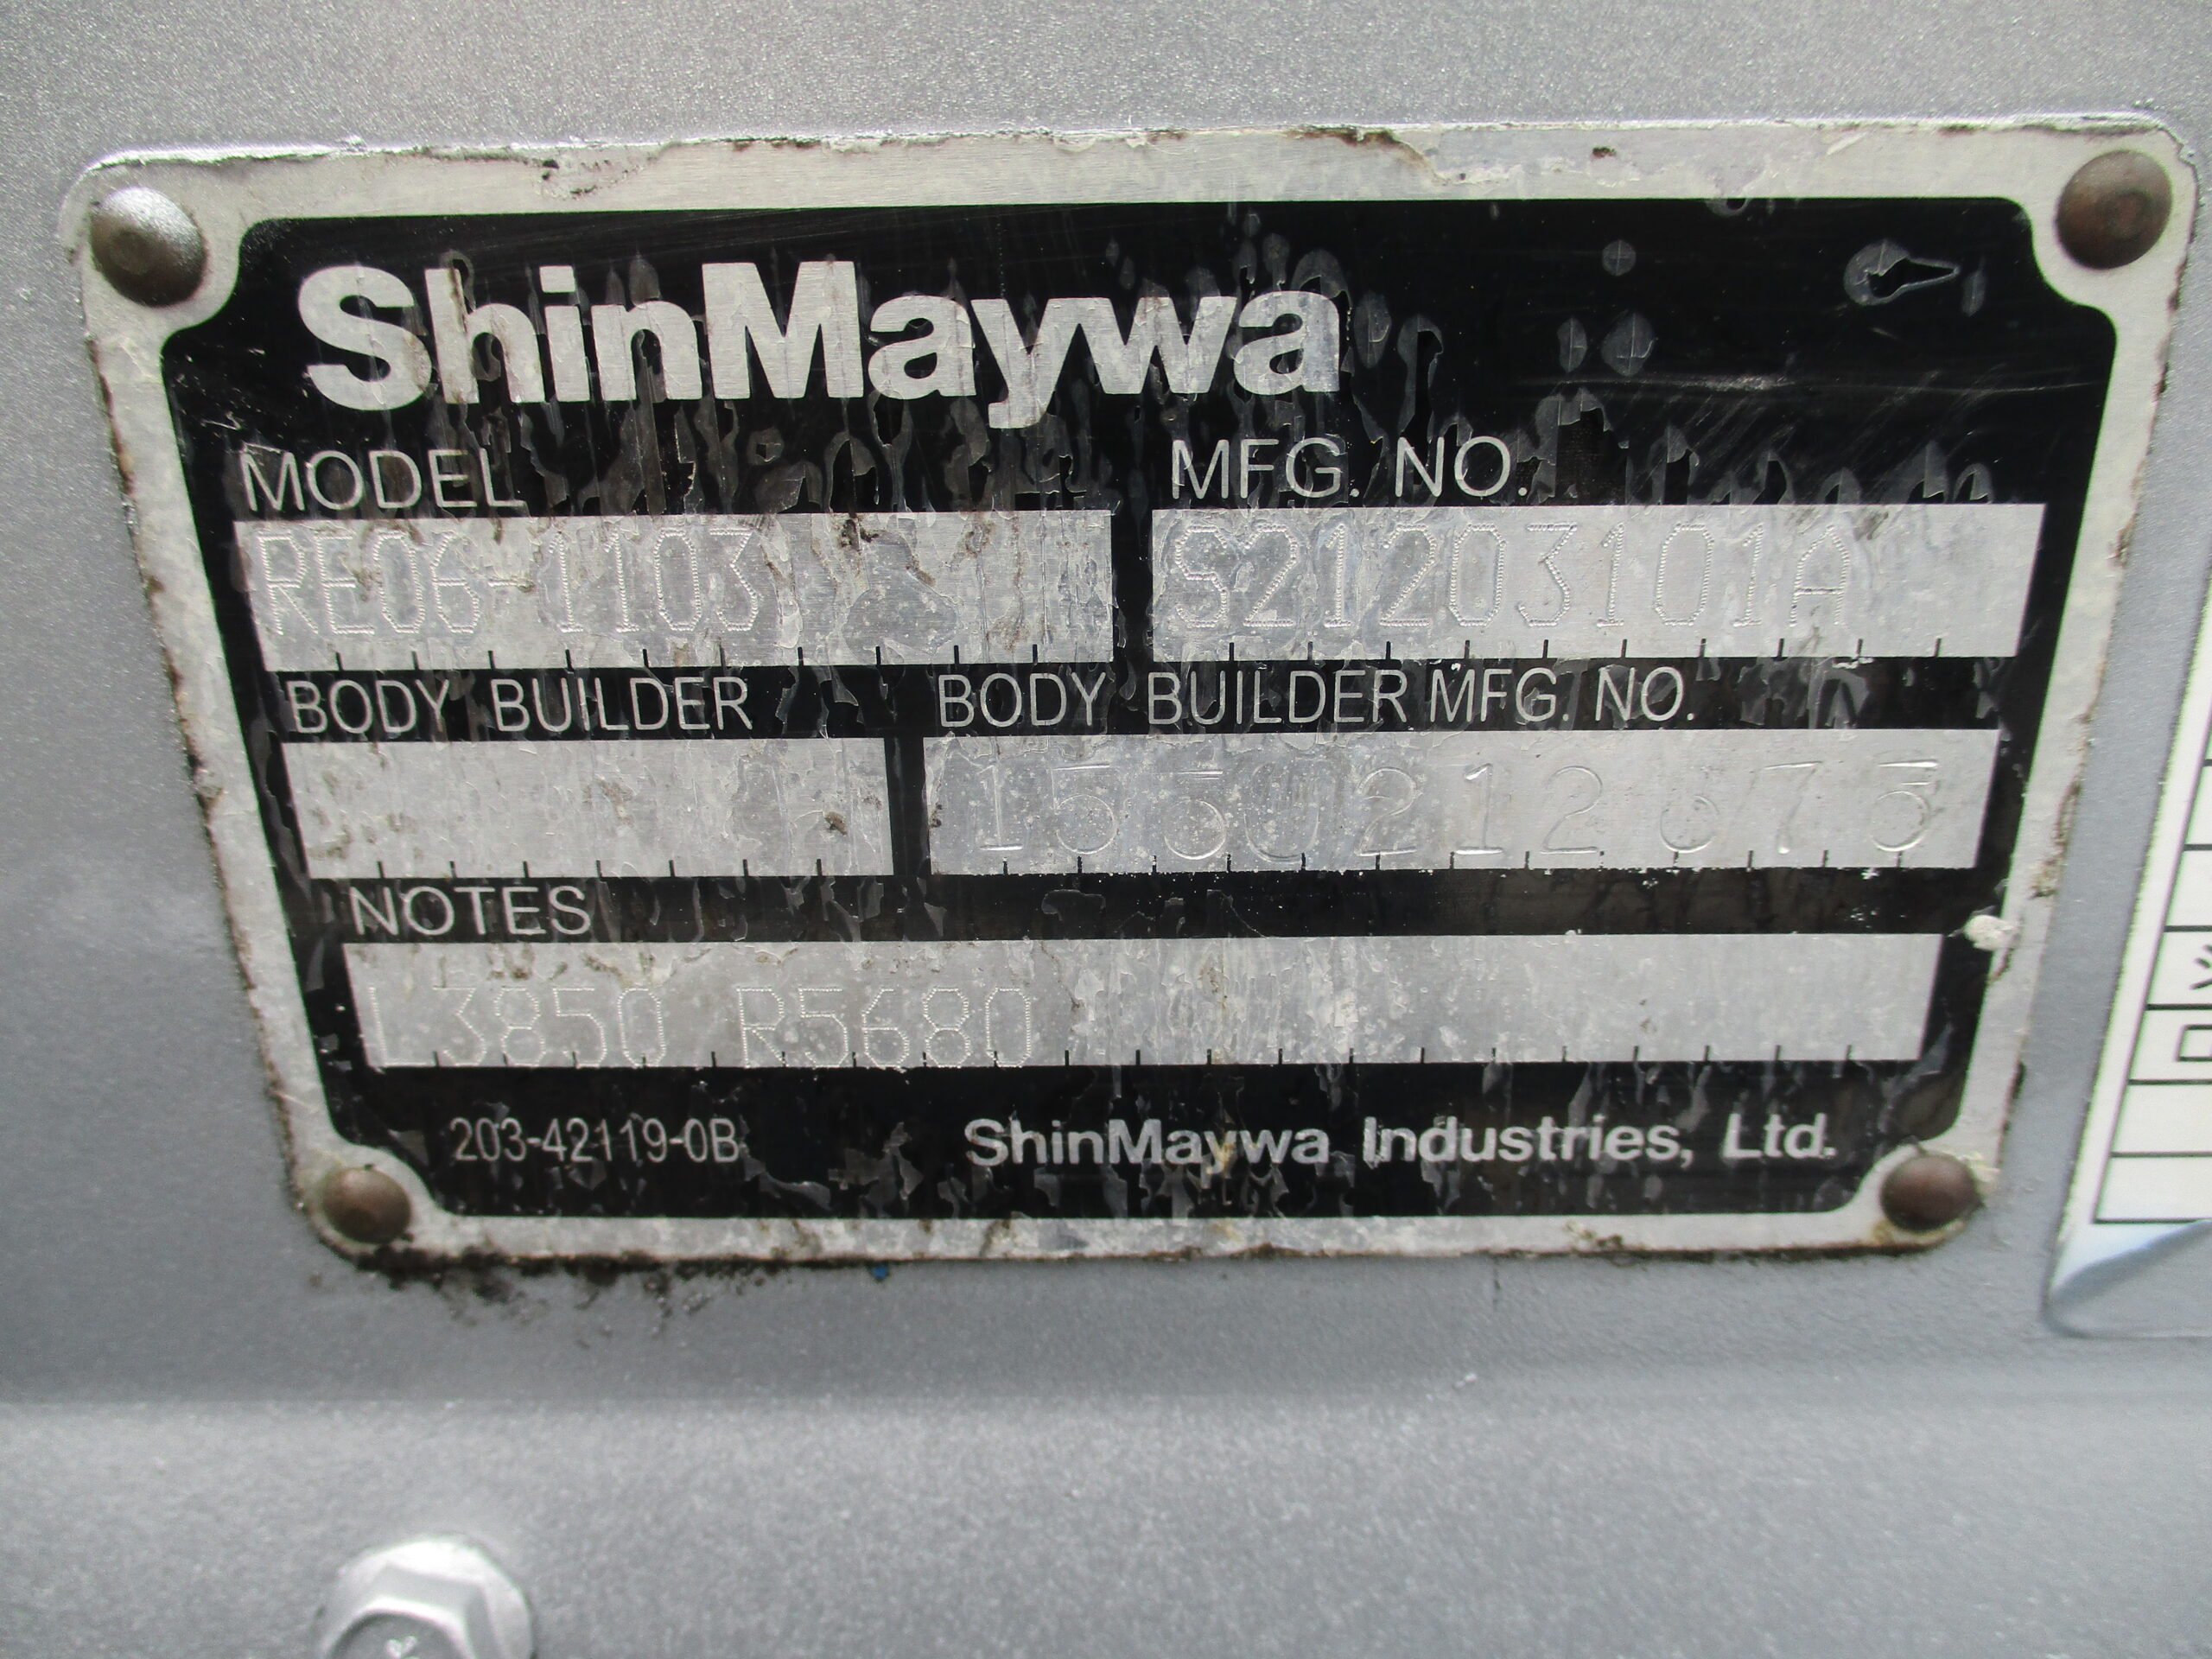 ShinMaywa
MODEL MFG. NO.
RE06-1103 S21203101A
BODY BUILDER BODY BUILDER MFG. NO.
NOTES
L3850 R5680
203-42119-0B ShinMaywa Industries, Ltd.